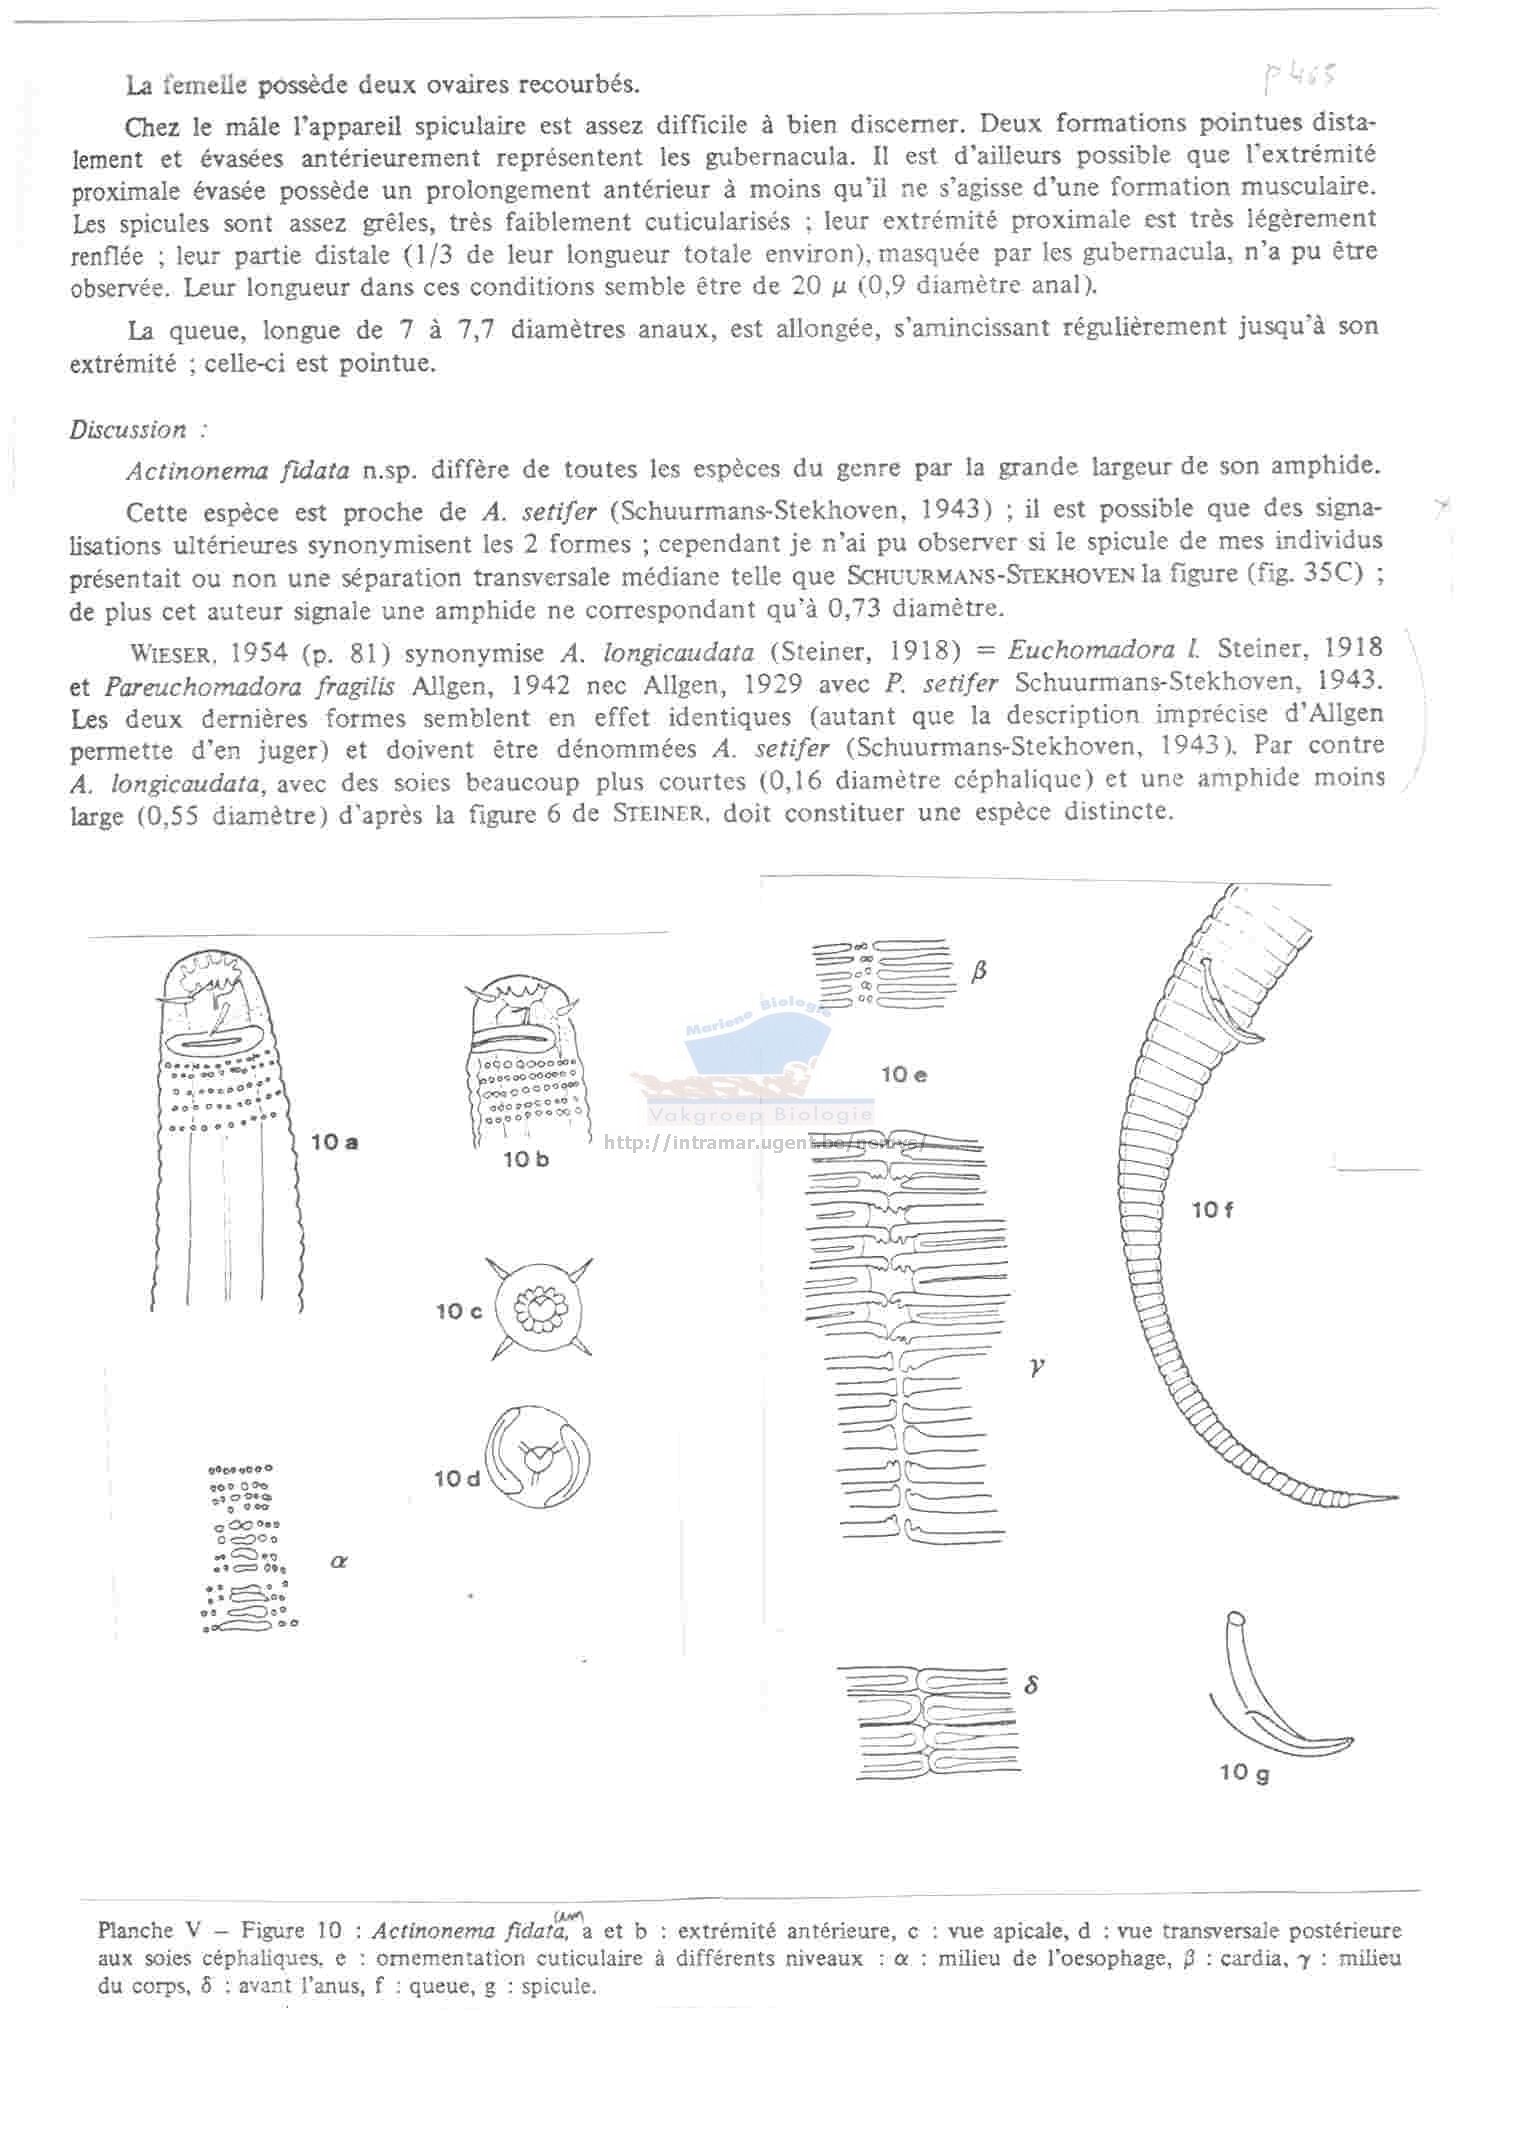 p 465
La femelle possède deux ovaires recourbés.
Chez le mâle l'appareil spiculaire est assez difficile à bien discerner. Deux formations pointues dista-
lement et évasées antérieurement représentent les gubernacula. Il est d'ailleurs possible que l'extrémité
proximale évasée possède un prolongement antérieur à moins qu'il ne s'agisse d'une formation musculaire.
Les spicules sont assez grêles, très faiblement cuticularisés ; leur extrémité proximale est très légèrement
renflée ; leur partie distale (1/3 de leur longueur totale environ), masquée par les gubernacula, n'a pu être
observée. Leur longueur dans ces conditions semble être de 20 µ (0,9 diamètre anal).
La queue, longue de 7 à 7,7 diamètres anaux, est allongée, s'amincissant régulièrement jusqu'à son
extrémité ; celle-ci est pointue.
Discussion :
Actinonema fidata n.sp. diffère de toutes les espèces du genre par la grande largeur de son amphide.
Cette espèce est proche de A. setifer (Schuurmans-Stekhoven, 1943) ; il est possible que des signa-
lisations ultérieures synonymisent les 2 formes ; cependant je n'ai pu observer si le spicule de mes individus
présentait ou non une séparation transversale médiane telle que SCHUURMANS-STEKHOVEN la figure (fig. 35C) ;
de plus cet auteur signale une amphide ne correspondant qu'à 0,73 diamètre.
WIESER, 1954 (p. 81) synonymise A. longicaudata (Steiner, 1918) = Euchomadora l. Steiner, 1918
et Pareuchomadora fragilis Allgen, 1942 nec Allgen, 1929 avec P. setifer Schuurmans-Stekhoven, 1943.
Les deux dernières formes semblent en effet identiques (autant que la description imprécise d'Allgen
permette d'en juger) et doivent être dénommées A. setifer (Schuurmans-Stekhoven, 1943). Par contre
A. longicaudata, avec des soies beaucoup plus courtes (0,16 diamètre céphalique) et une amphide moins
large (0,55 diamètre) d'après la figure 6 de STEINER, doit constituer une espèce distincte.
10 a
10 b
10 c
10 d
α
β
10 e
γ
δ
10 f
10 g
Mariene Biologie
Vakgroep Biologie
http://intramar.ugent.be/nemys/
Planche V – Figure 10 : Actinonema fidata, a et b : extrémité antérieure, c : vue apicale, d : vue transversale postérieure
aux soies céphaliques, e : ornementation cuticulaire à différents niveaux : α : milieu de l'oesophage, β : cardia, γ : milieu
du corps, δ : avant l'anus, f : queue, g : spicule.